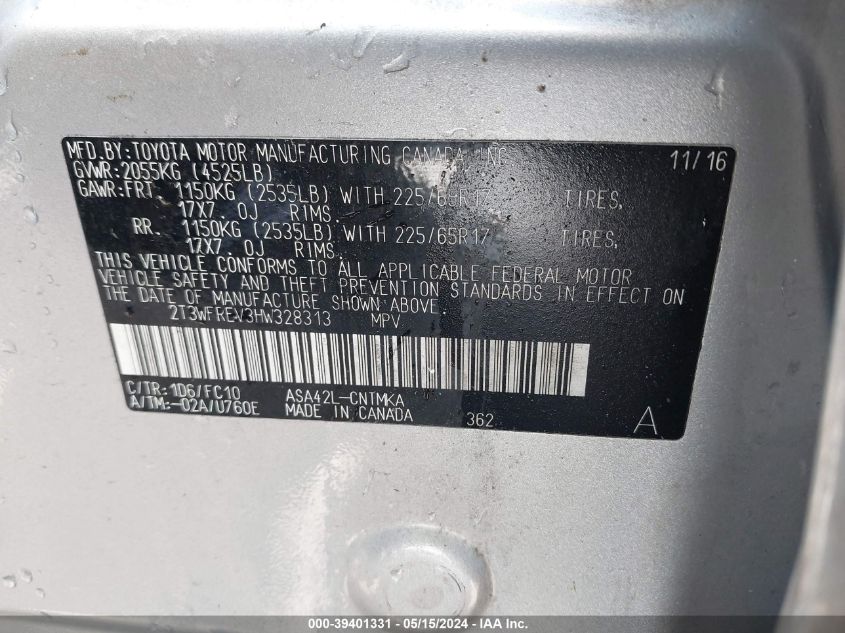 MFD.BY:TOYOTA MOTOR MANUFACTURING CANADA INC. 11/16
GVWR:2055KG (4525LB)
GAWR:FRT. 1150KG (2535LB) WITH 225/65R17 TIRES,
17X7.0J RIMS.
RR. 1150KG (2535LB) WITH 225/65R17 TIRES,
17X7.0J RIMS.
THIS VEHICLE CONFORMS TO ALL APPLICABLE FEDERAL MOTOR
VEHICLE SAFETY AND THEFT PREVENTION STANDARDS IN EFFECT ON
THE DATE OF MANUFACTURE SHOWN ABOVE.
2T3WFREV3HW328313 MPV
C/TR:1D6/FC10 ASA42L-CNTMKA
A/TM:-02A/U760E MADE IN CANADA 362 A
000-39401331 - 05/15/2024 - IAA Inc.